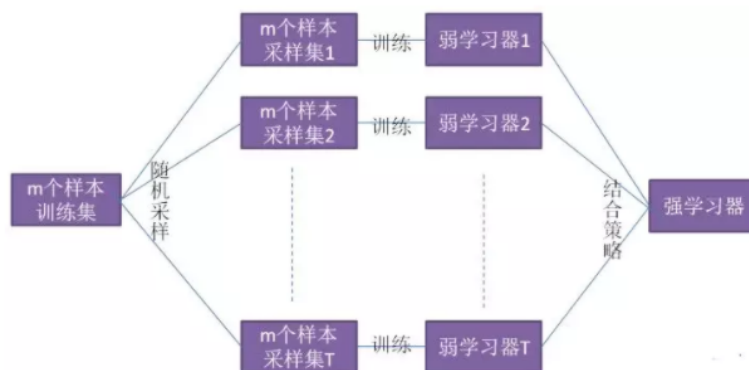 m个样本
采样集1
训练
弱学习器1
m个样本
采样集2
训练
弱学习器2
随机采样
m个样本
训练集
结合策略
强学习器
m个样本
采样集T
训练
弱学习器T